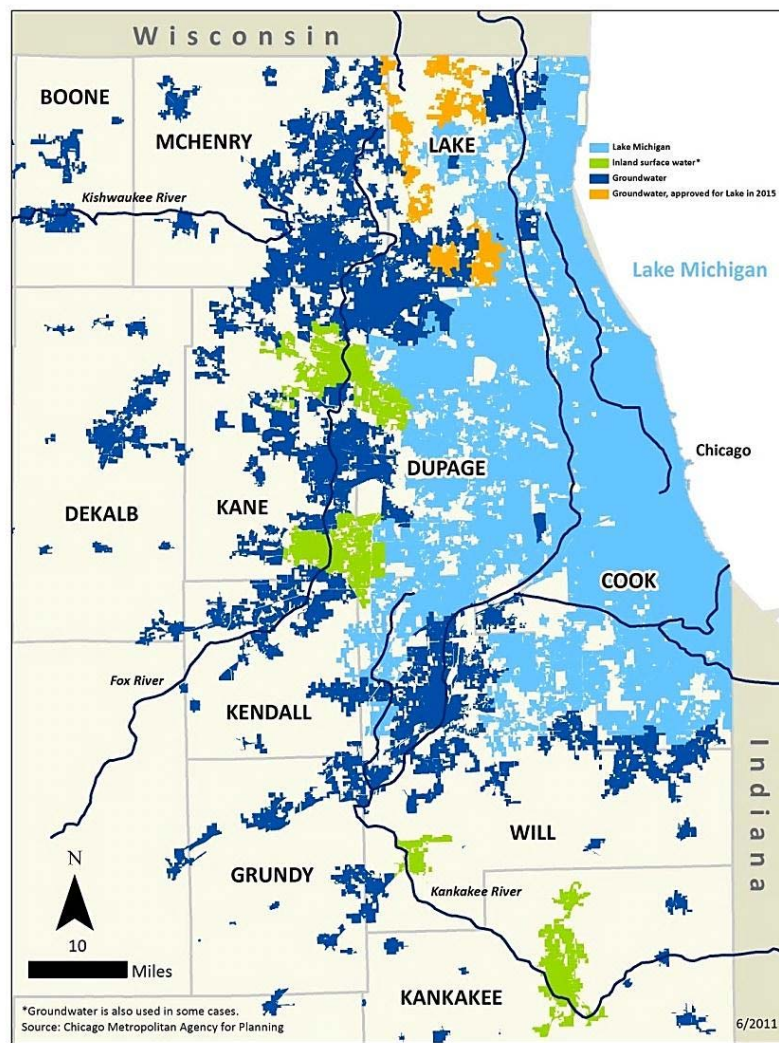 Wisconsin
BOONE
MCHENRY
LAKE
Lake Michigan
Inland surface water*
Groundwater
Groundwater, approved for Lake in 2015
Kishwaukee River
Lake Michigan
Chicago
DUPAGE
KANE
DEKALB
COOK
Fox River
KENDALL
Indiana
WILL
N
GRUNDY
Kankakee River
10
Miles
KANKAKEE
*Groundwater is also used in some cases.
Source: Chicago Metropolitan Agency for Planning
6/2011